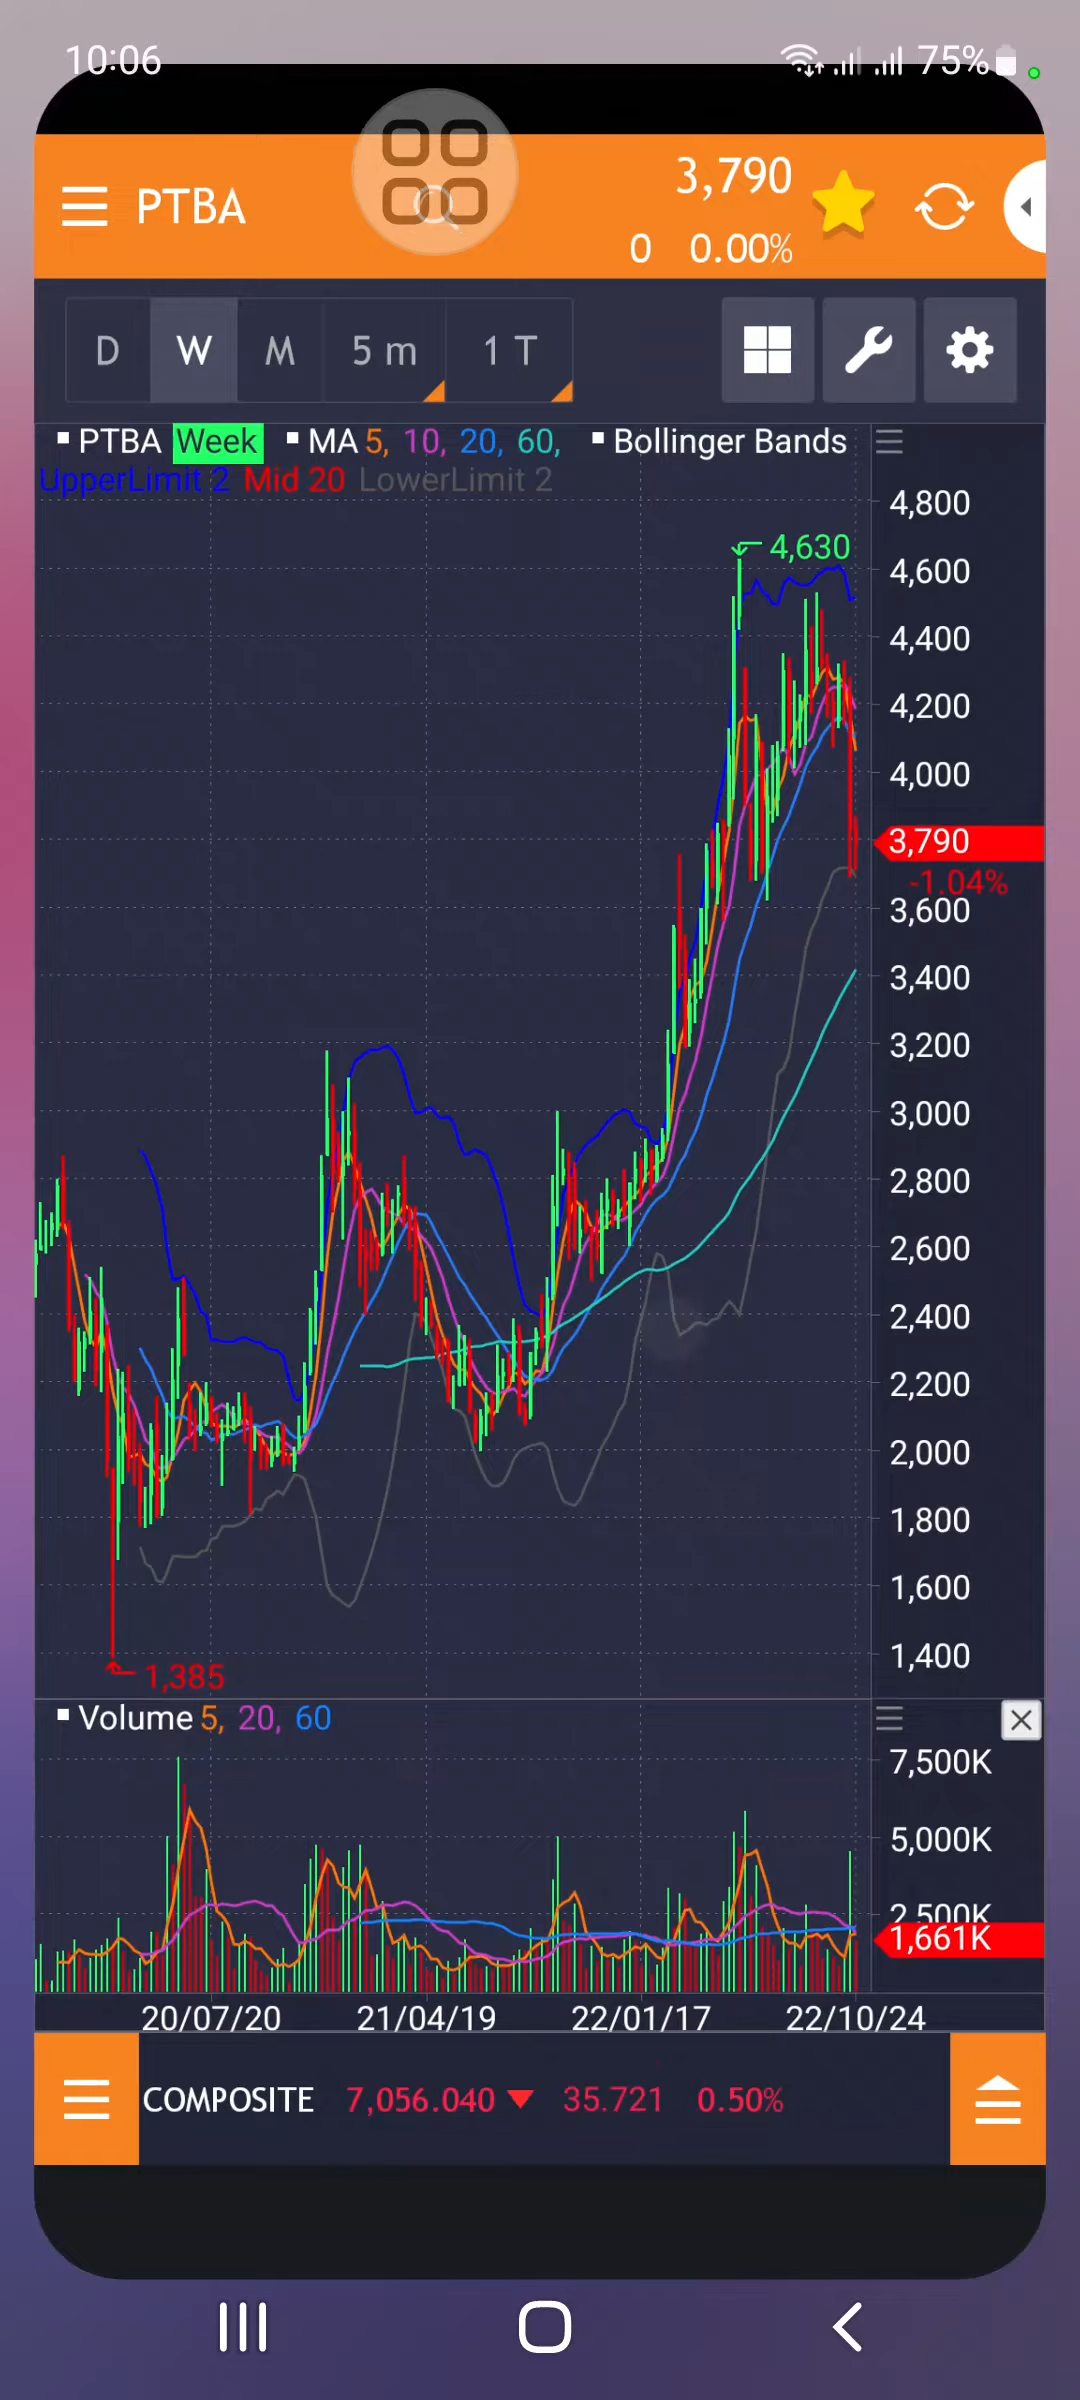 10:06 75%
PTBA 3,790
0 0.00%
D W M 5 m 1 T
PTBA Week MA 5, 10, 20, 60, Bollinger Bands
UpperLimit 2 Mid 20 LowerLimit 2
4,800
4,630
4,600
4,400
4,200
4,000
3,790
-1.04%
3,600
3,400
3,200
3,000
2,800
2,600
2,400
2,200
2,000
1,800
1,600
1,400
1,385
Volume 5, 20, 60
7,500K
5,000K
2,500K
1,661K
20/07/20 21/04/19 22/01/17 22/10/24
COMPOSITE 7,056.040 ▼ 35.721 0.50%